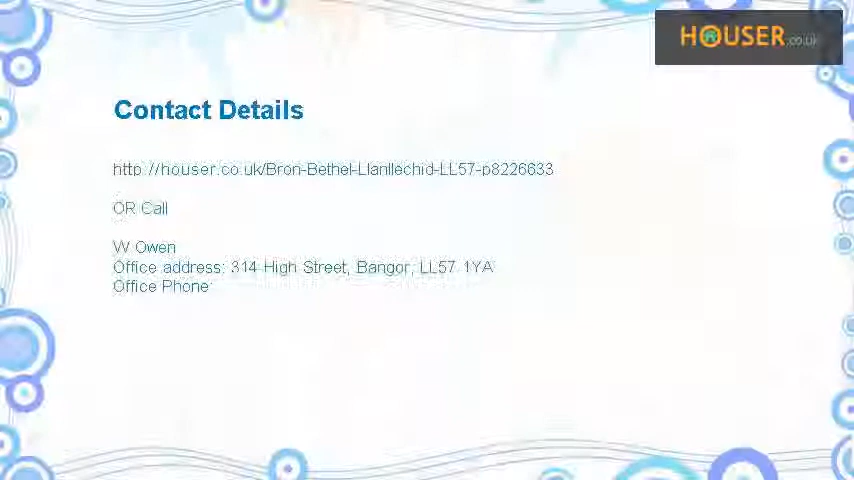 HOUSER.co.uk
Contact Details
http://houser.co.uk/Bron-Bethel-Llanllechid-LL57-p8226633
OR Call
W Owen
Office address: 314 High Street, Bangor, LL57 1YA
Office Phone: